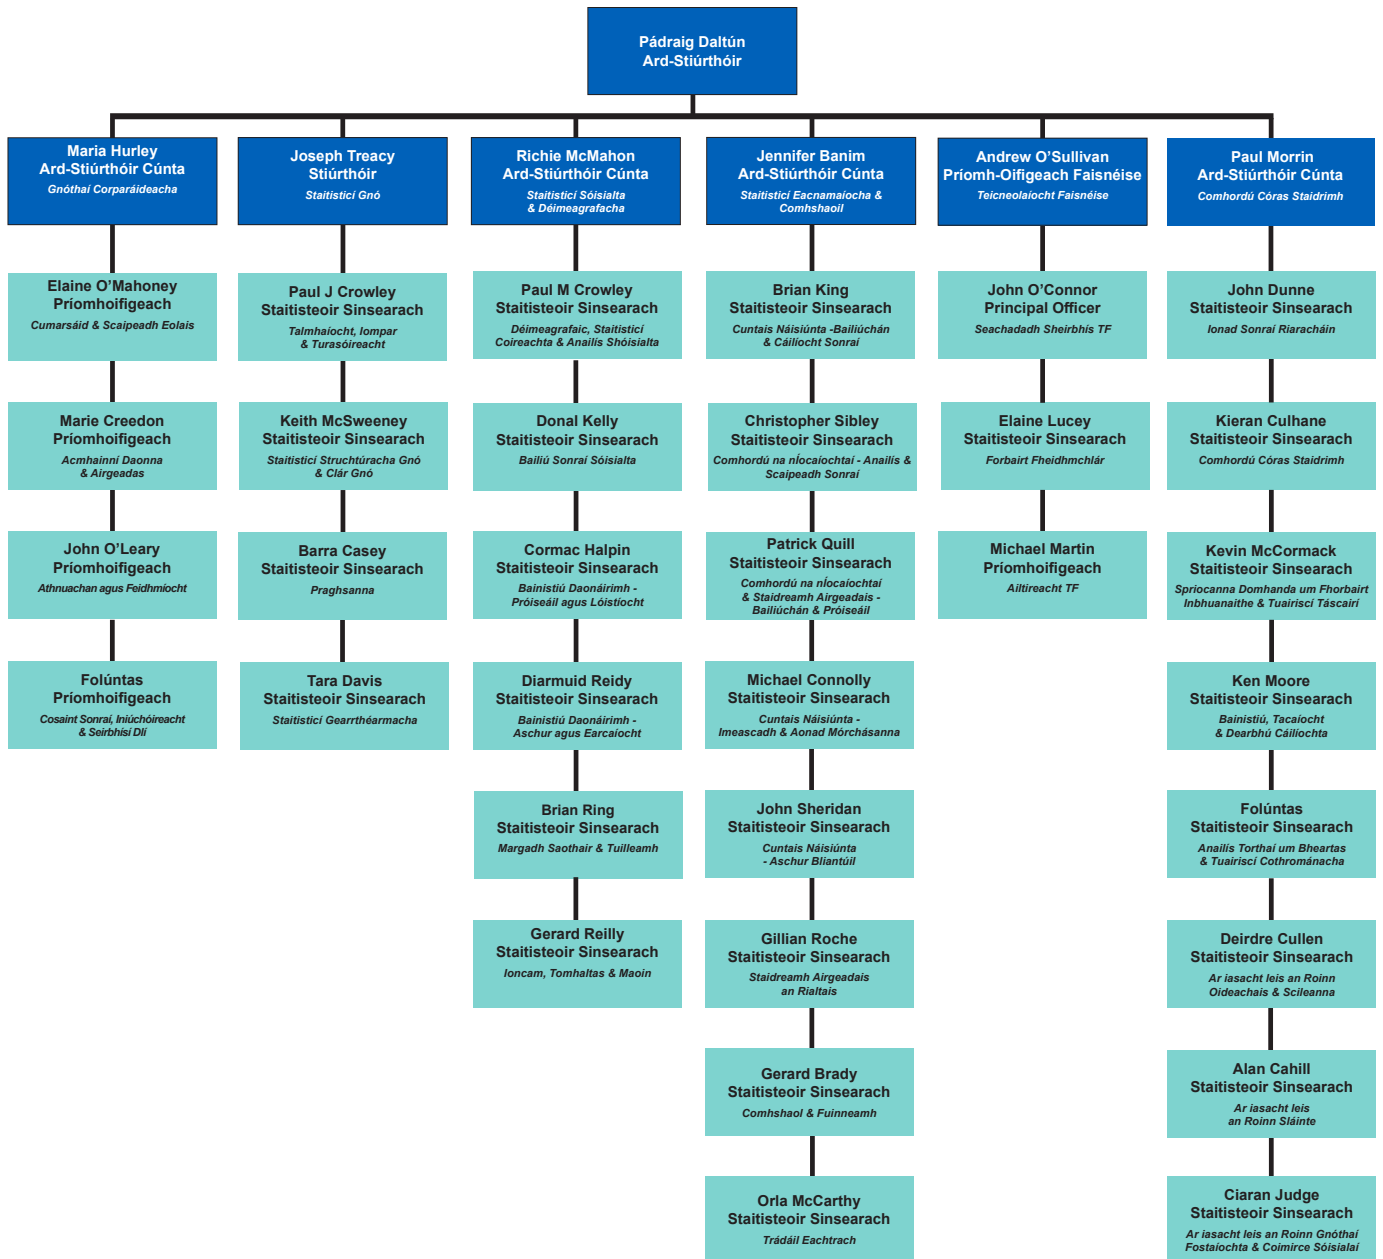 Pádraig Daltún
Ard-Stiúrthóir
Maria Hurley
Ard-Stiúrthóir Cúnta
Gnóthaí Corparáideacha
Elaine O’Mahoney
Príomhoifigeach
Cumarsáid & Scaipeadh Eolais
Marie Creedon
Príomhoifigeach
Acmhainní Daonna
& Airgeadas
John O’Leary
Príomhoifigeach
Athnuachan agus Feidhmíocht
Folúntas
Príomhoifigeach
Cosaint Sonraí, Iniúchóireacht
& Seirbhísí Dlí
Joseph Treacy
Stiúrthóir
Staitisticí Gnó
Paul J Crowley
Staitisteoir Sinsearach
Talmhaíocht, Iompar
& Turasóireacht
Keith McSweeney
Staitisteoir Sinsearach
Staitisticí Struchtúracha Gnó
& Clár Gnó
Barra Casey
Staitisteoir Sinsearach
Praghsanna
Tara Davis
Staitisteoir Sinsearach
Staitisticí Gearrthéarmacha
Richie McMahon
Ard-Stiúrthóir Cúnta
Staitisticí Sóisialta
& Déimeagrafacha
Paul M Crowley
Staitisteoir Sinsearach
Déimeagrafaic, Staitisticí
Coireachta & Anailís Shóisialta
Donal Kelly
Staitisteoir Sinsearach
Bailiú Sonraí Sóisialta
Cormac Halpin
Staitisteoir Sinsearach
Bainistiú Daonáirimh -
Próiseáil agus Lóistíocht
Diarmuid Reidy
Staitisteoir Sinsearach
Bainistiú Daonáirimh -
Aschur agus Earcaíocht
Brian Ring
Staitisteoir Sinsearach
Margadh Saothair & Tuilleamh
Gerard Reilly
Staitisteoir Sinsearach
Ioncam, Tomhaltas & Maoin
Jennifer Banim
Ard-Stiúrthóir Cúnta
Staitisticí Eacnamaíocha &
Comhshaoil
Brian King
Staitisteoir Sinsearach
Cuntais Náisiúnta -Bailiúchán
& Cáilíocht Sonraí
Christopher Sibley
Staitisteoir Sinsearach
Comhordú na nÍocaíochtaí - Anailís &
Scaipeadh Sonraí
Patrick Quill
Staitisteoir Sinsearach
Comhordú na nÍocaíochtaí
& Staidreamh Airgeadais -
Bailiúchán & Próiseáil
Michael Connolly
Staitisteoir Sinsearach
Cuntais Náisiúnta -
Imeascadh & Aonad Mórchásanna
John Sheridan
Staitisteoir Sinsearach
Cuntais Náisiúnta
- Aschur Bliantúil
Gillian Roche
Staitisteoir Sinsearach
Staidreamh Airgeadais
an Rialtais
Gerard Brady
Staitisteoir Sinsearach
Comhshaol & Fuinneamh
Orla McCarthy
Staitisteoir Sinsearach
Trádáil Eachtrach
Andrew O’Sullivan
Príomh-Oifigeach Faisnéise
Teicneolaíocht Faisnéise
John O’Connor
Principal Officer
Seachadadh Sheirbhís TF
Elaine Lucey
Staitisteoir Sinsearach
Forbairt Fheidhmchlár
Michael Martin
Príomhoifigeach
Ailtireacht TF
Paul Morrin
Ard-Stiúrthóir Cúnta
Comhordú Córas Staidrimh
John Dunne
Staitisteoir Sinsearach
Ionad Sonraí Riaracháin
Kieran Culhane
Staitisteoir Sinsearach
Comhordú Córas Staidrimh
Kevin McCormack
Staitisteoir Sinsearach
Spriocanna Domhanda um Fhorbairt
Inbhuanaithe & Tuairiscí Táscairí
Ken Moore
Staitisteoir Sinsearach
Bainistiú, Tacaíocht
& Dearbhú Cáilíochta
Folúntas
Staitisteoir Sinsearach
Anailís Torthaí um Bheartas
& Tuairiscí Cothrománacha
Deirdre Cullen
Staitisteoir Sinsearach
Ar iasacht leis an Roinn
Oideachais & Scileanna
Alan Cahill
Staitisteoir Sinsearach
Ar iasacht leis
an Roinn Sláinte
Ciaran Judge
Staitisteoir Sinsearach
Ar iasacht leis an Roinn Gnóthaí
Fostaíochta & Coimirce Sóisialaí